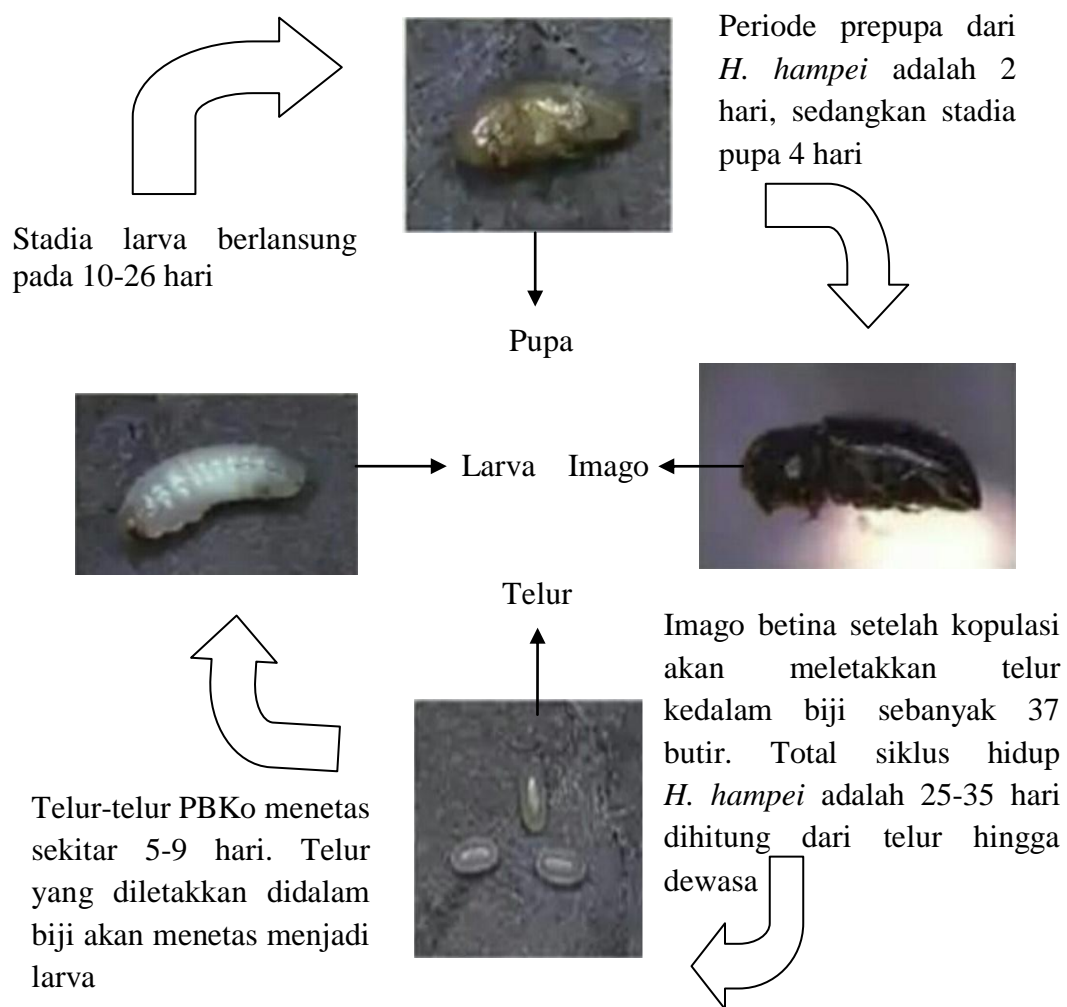 Periode prepupa dari
H. hampei adalah 2
hari, sedangkan stadia
pupa 4 hari
Stadia larva berlansung
pada 10-26 hari
Pupa
Larva
Imago
Telur
Imago betina setelah kopulasi
akan meletakkan telur
kedalam biji sebanyak 37
butir. Total siklus hidup
H. hampei adalah 25-35 hari
dihitung dari telur hingga
dewasa
Telur-telur PBKo menetas
sekitar 5-9 hari. Telur
yang diletakkan didalam
biji akan menetas menjadi
larva